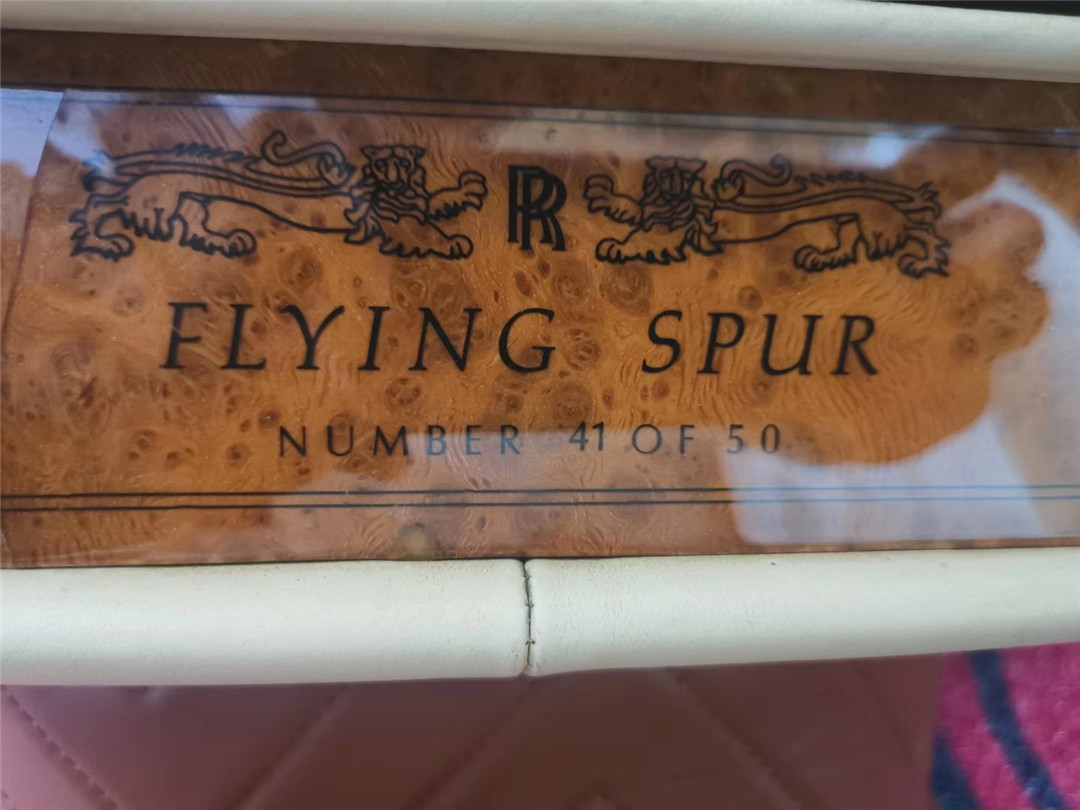 RR
FLYING SPUR
NUMBER 41 OF 50